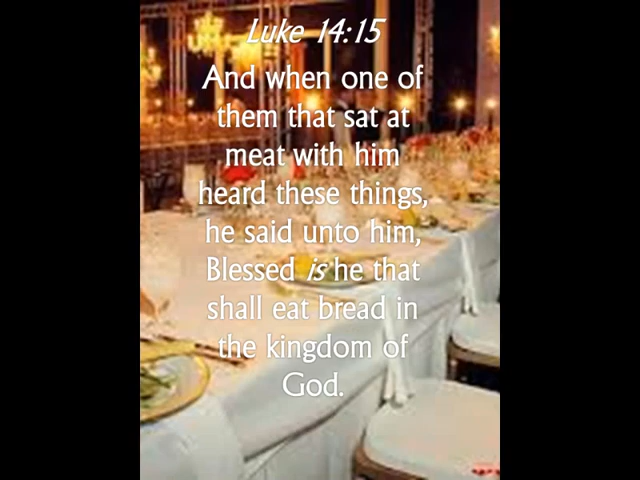 Luke 14:15
And when one of
them that sat at
meat with him
heard these things,
he said unto him,
Blessed is he that
shall eat bread in
the kingdom of
God.